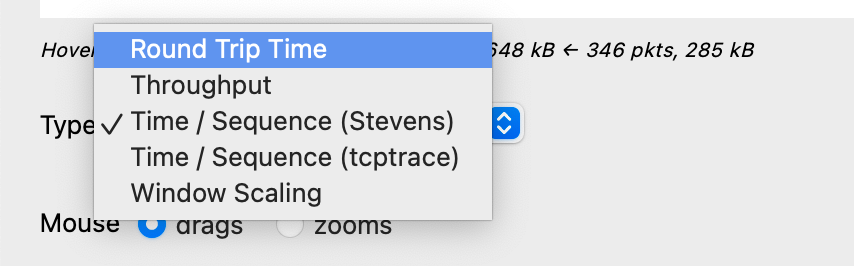 Hover 648 kB ← 346 pkts, 285 kB
Round Trip Time
Throughput
Type ✓ Time / Sequence (Stevens)
Time / Sequence (tcptrace)
Window Scaling
Mouse drags zooms